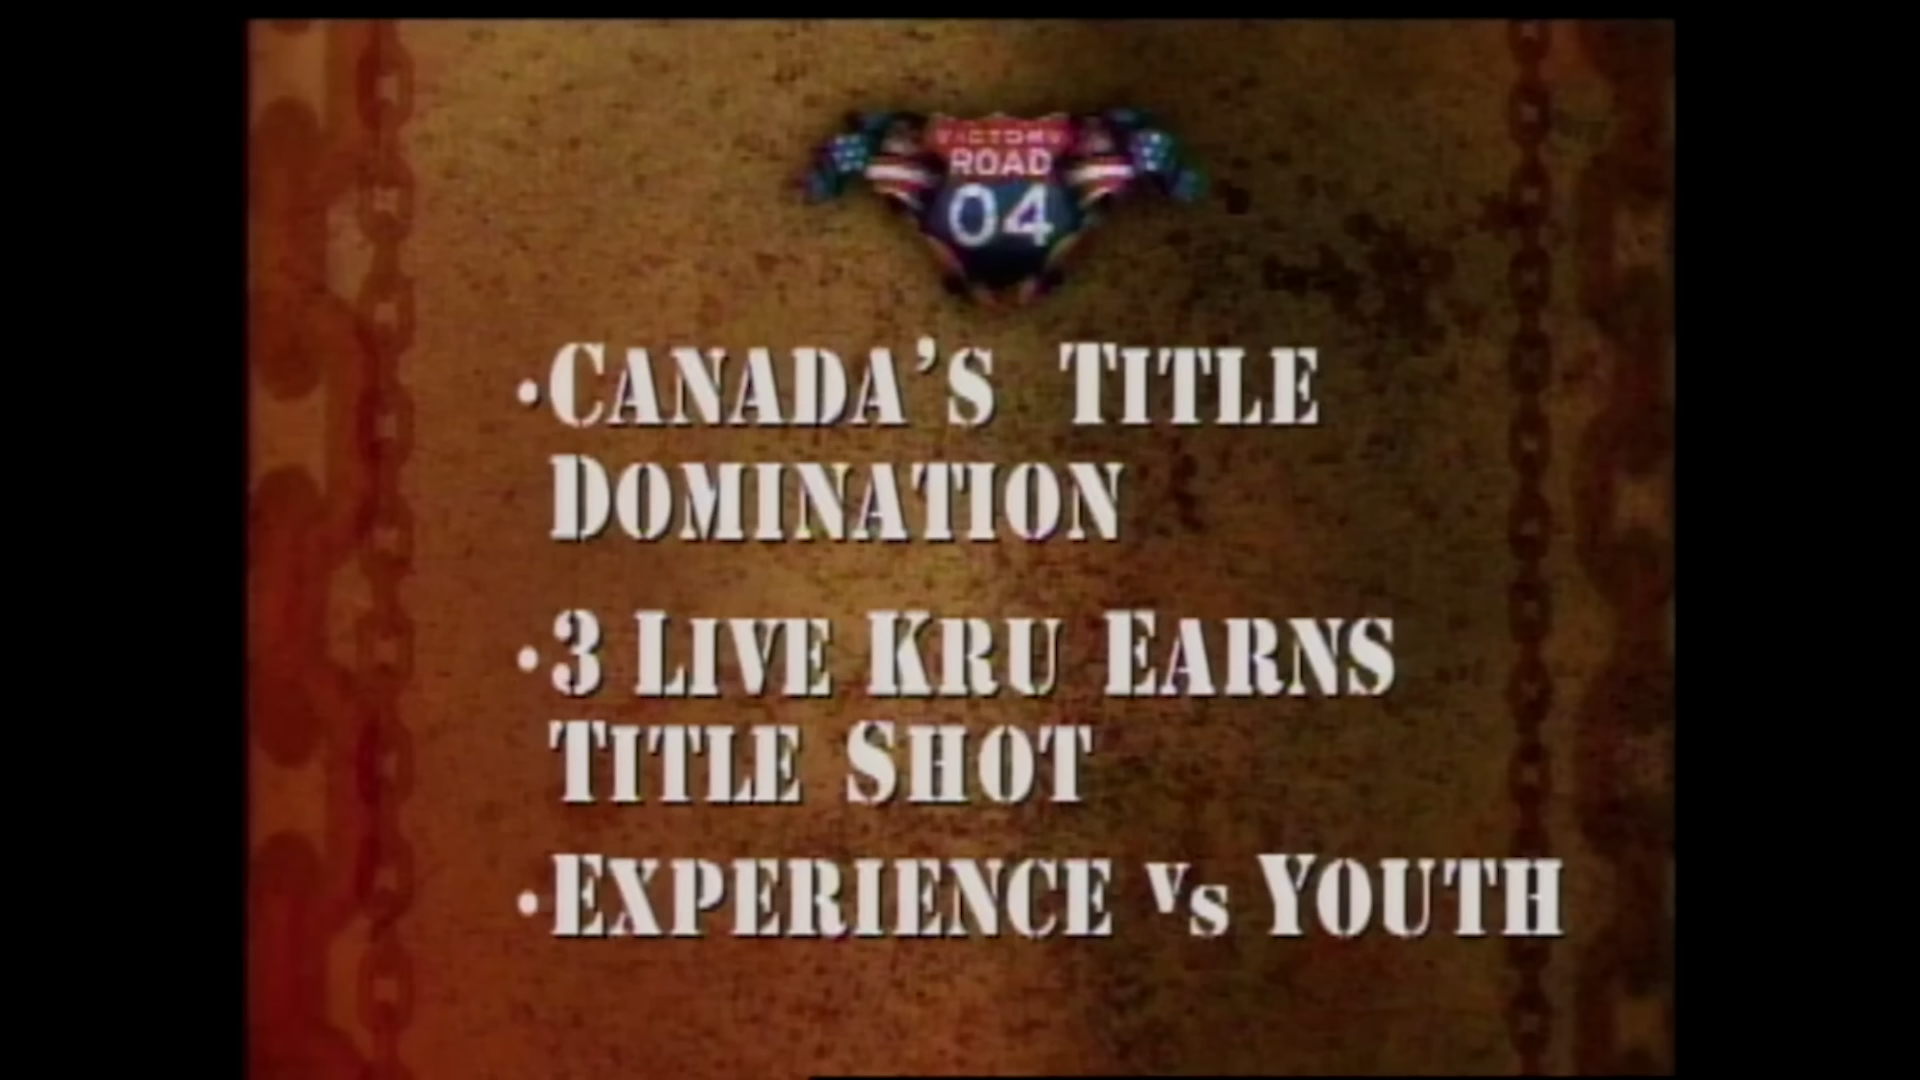 VICTORY
ROAD
04
•CANADA'S TITLE
DOMINATION
•3 LIVE KRU EARNS
TITLE SHOT
•EXPERIENCE VS YOUTH